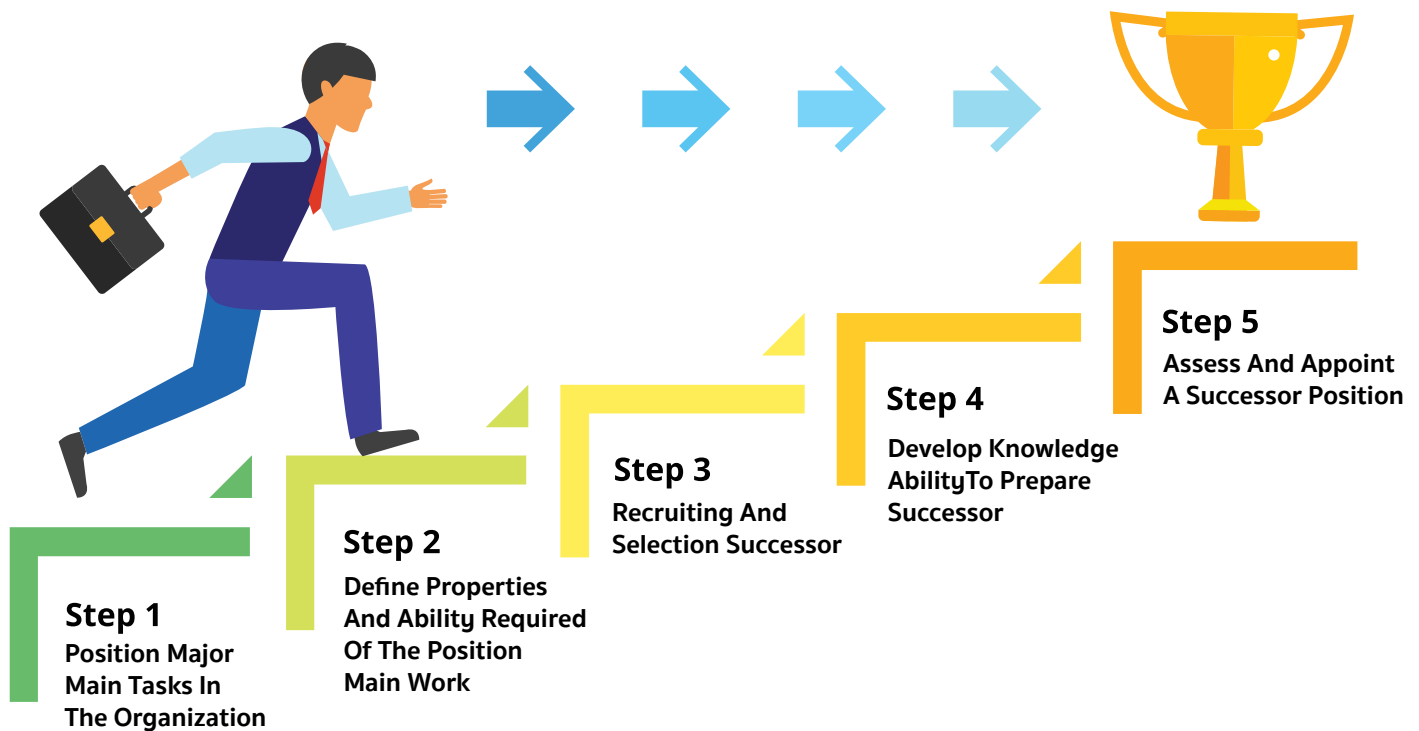 Step 1
Position Major
Main Tasks In
The Organization
Step 2
Define Properties
And Ability Required
Of The Position
Main Work
Step 3
Recruiting And
Selection Successor
Step 4
Develop Knowledge
AbilityTo Prepare
Successor
Step 5
Assess And Appoint
A Successor Position